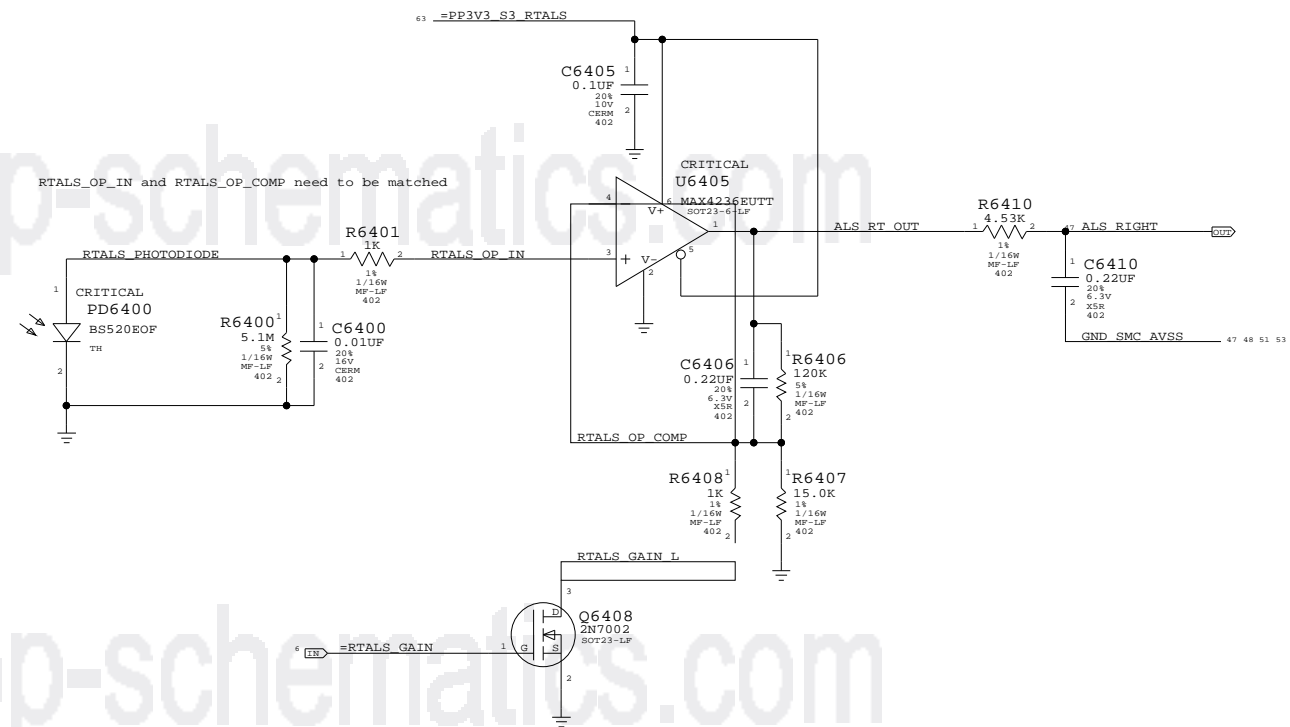 63 =PP3V3_S3_RTALS
C6405 1
0.1UF
20%
10V
CERM 2
402
CRITICAL
U6405
MAX4236EUTT
SOT23-6-LF
4
6
V+
1
5
3
V-
2
RTALS_OP_IN and RTALS_OP_COMP need to be matched
R6401
1K
1 2
1%
1/16W
MF-LF
402
RTALS_PHOTODIODE
RTALS_OP_IN
ALS_RT_OUT
R6410
4.53K
1 2
1%
1/16W
MF-LF
402
47 ALS_RIGHT
OUT
1
C6410
0.22UF
20%
6.3V
X5R
402
2
GND_SMC_AVSS 47 48 51 53
1
CRITICAL
PD6400
BS520EOF
TH
2
1
R6400
5.1M
5%
1/16W
MF-LF
402
2
1
C6400
0.01UF
20%
16V
CERM
402
2
C6406 1
0.22UF
20%
6.3V
X5R
402
2
1
R6406
120K
5%
1/16W
MF-LF
402
2
RTALS_OP_COMP
R6408 1
1K
1%
1/16W
MF-LF
402 2
1
R6407
15.0K
1%
1/16W
MF-LF
402
2
RTALS_GAIN_L
3
D
Q6408
2N7002
SOT23-LF
6 IN =RTALS_GAIN 1 G S
2
p-schematics.com
op-schematics.com